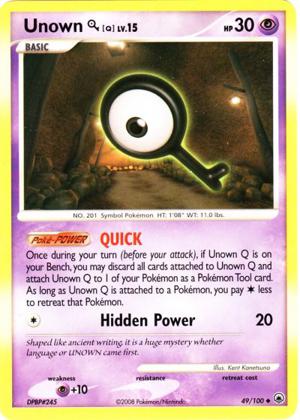 Unown [Q] LV.15 HP 30
BASIC
NO. 201 Symbol Pokémon HT: 1'08" WT: 11.0 lbs.
Poké-POWER QUICK
Once during your turn (before your attack), if Unown Q is on
your Bench, you may discard all cards attached to Unown Q and
attach Unown Q to 1 of your Pokémon as a Pokémon Tool card.
As long as Unown Q is attached to a Pokémon, you pay less
to retreat that Pokémon.
Hidden Power 20
Shaped like ancient writing, it is a huge mystery whether
language or UNOWN came first.
Illus. Kent Kanetsuna
weakness resistance retreat cost
+10
DPBP#245 ©2008 Pokémon/Nintendo 49/100